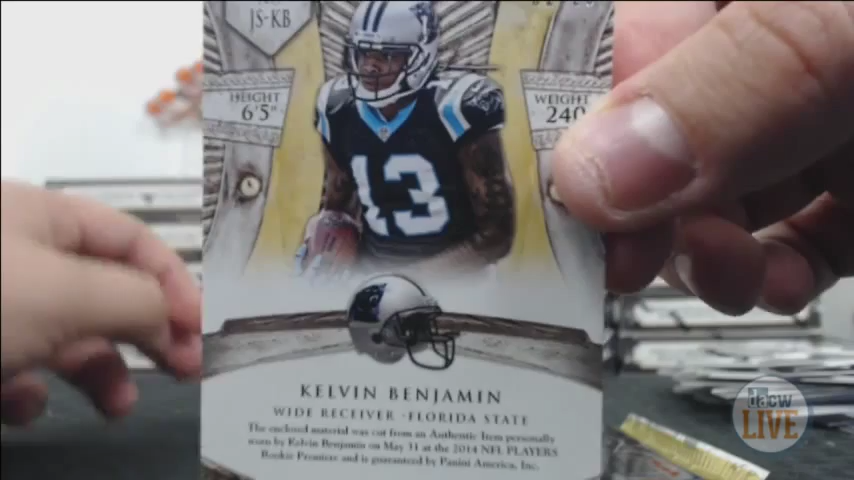 JS-KB
HEIGHT
6'5"
WEIGHT
240
13
KELVIN BENJAMIN
WIDE RECEIVER - FLORIDA STATE
The enclosed material was cut from an Authentic Item personally
worn by Kelvin Benjamin on May 31 at the 2014 NFL PLAYERS
Rookie Premiere and is guaranteed by Panini America, Inc.
dacw
LIVE